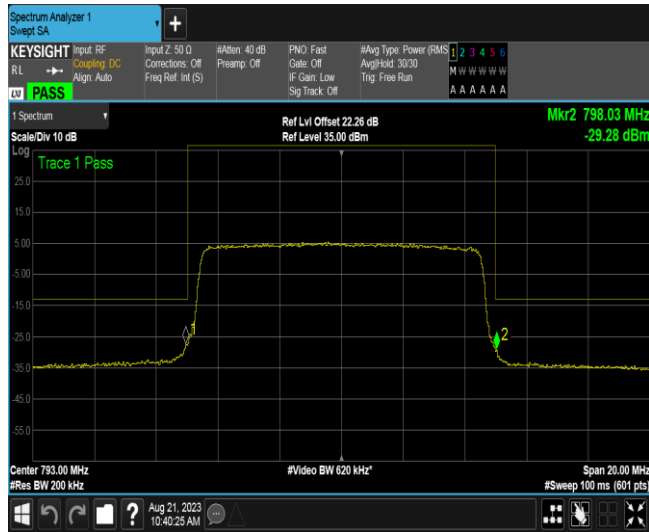 Spectrum Analyzer 1
Swept SA
+
KEYSIGHT Input: RF Input Z: 50 Ω #Atten: 40 dB PNO: Fast #Avg Type: Power (RMS 1 2 3 4 5 6
RL Coupling: DC Corrections: Off Preamp: Off Gate: Off Avg|Hold: 30/30 M W W W W W
Align: Auto Freq Ref: Int (S) IF Gain: Low Trig: Free Run
LXI PASS Sig Track: Off A A A A A A
1 Spectrum Ref Lvl Offset 22.26 dB Mkr2 798.03 MHz
Scale/Div 10 dB Ref Level 35.00 dBm -29.28 dBm
Log
Trace 1 Pass
25.0
15.0
5.00
-5.00
-15.0
-25.0
1
2
-35.0
-45.0
-55.0
Center 793.00 MHz #Video BW 620 kHz* Span 20.00 MHz
#Res BW 200 kHz #Sweep 100 ms (601 pts)
? Aug 21, 2023
10:40:25 AM